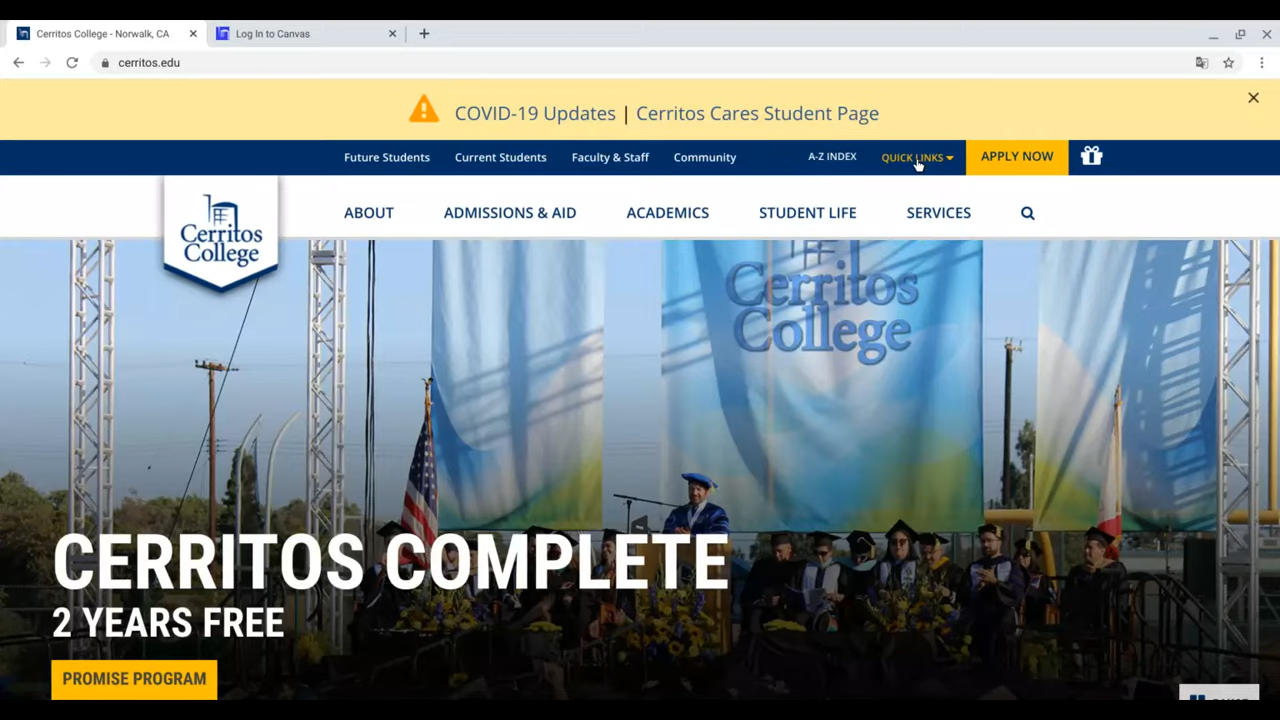 Cerritos College - Norwalk, CA
Log In to Canvas
cerritos.edu
COVID-19 Updates | Cerritos Cares Student Page
Future Students Current Students Faculty & Staff Community A-Z INDEX QUICK LINKS APPLY NOW
Cerritos College
ABOUT ADMISSIONS & AID ACADEMICS STUDENT LIFE SERVICES
Cerritos
College
CERRITOS COMPLETE
2 YEARS FREE
PROMISE PROGRAM